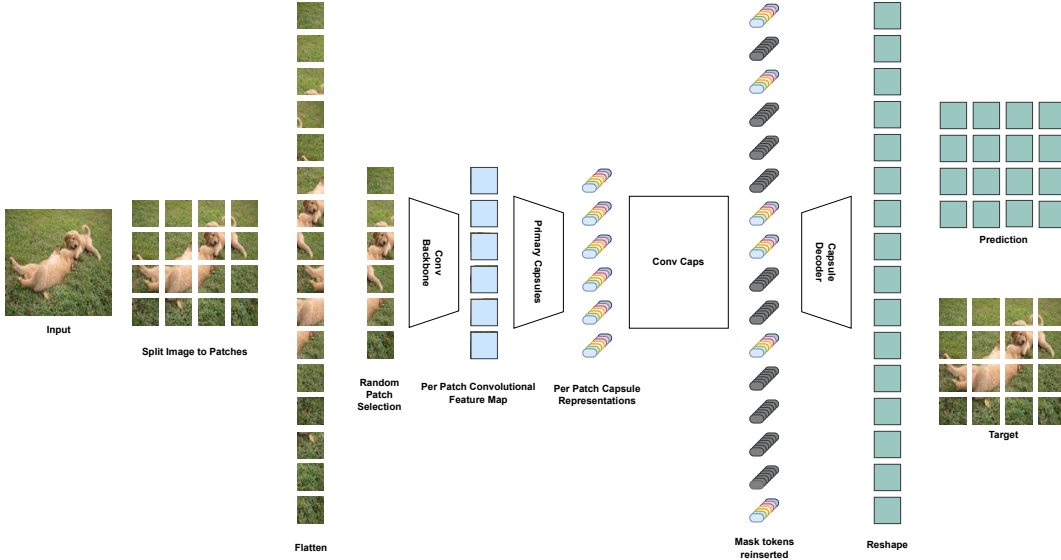 Input
Split Image to Patches
Flatten
Random
Patch
Selection
Conv
Backbone
Per Patch Convolutional
Feature Map
Primary Capsules
Per Patch Capsule
Representations
Conv Caps
Mask tokens
reinserted
Capsule
Decoder
Reshape
Prediction
Target